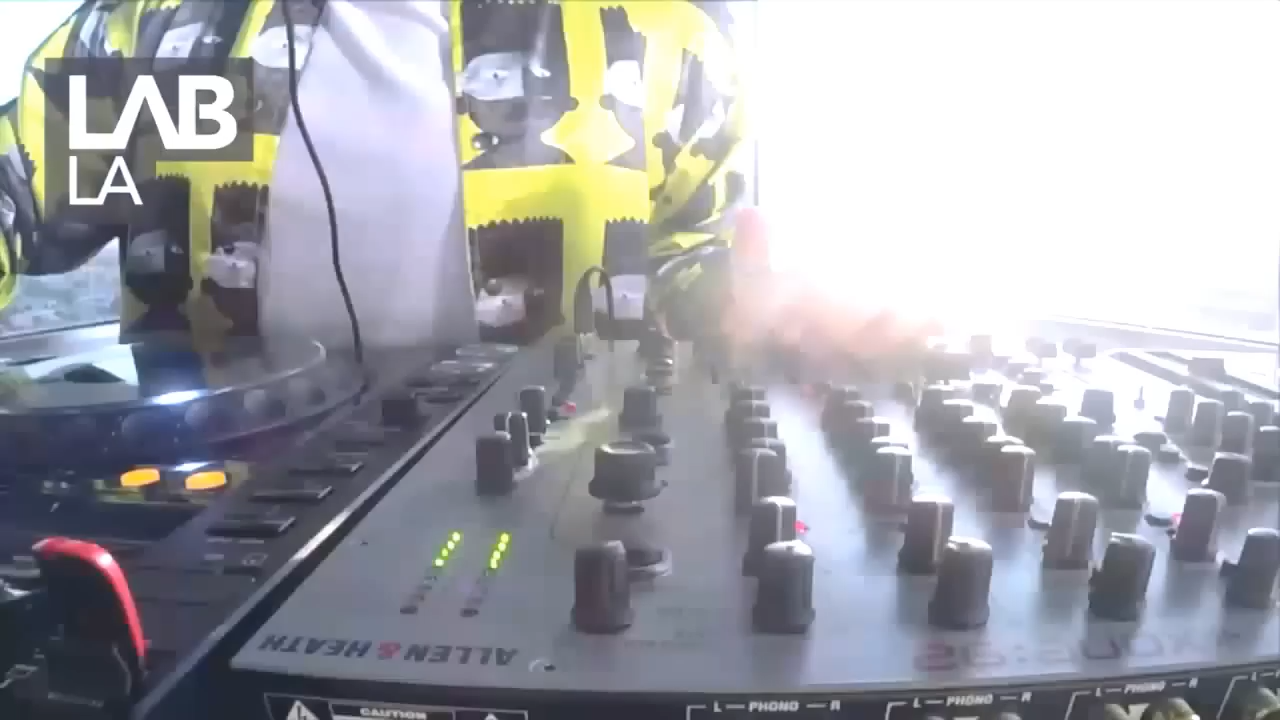 LAB
LA
ALLEN & HEATH
CAUTION
L — PHONO — R
L — PHONO — R
L — PHONO — R